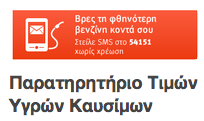 Βρες τη φθηνότερη
βενζίνη κοντά σου
Στείλε SMS στο 54151
χωρίς χρέωση
Παρατηρητήριο Τιμών
Υγρών Καυσίμων